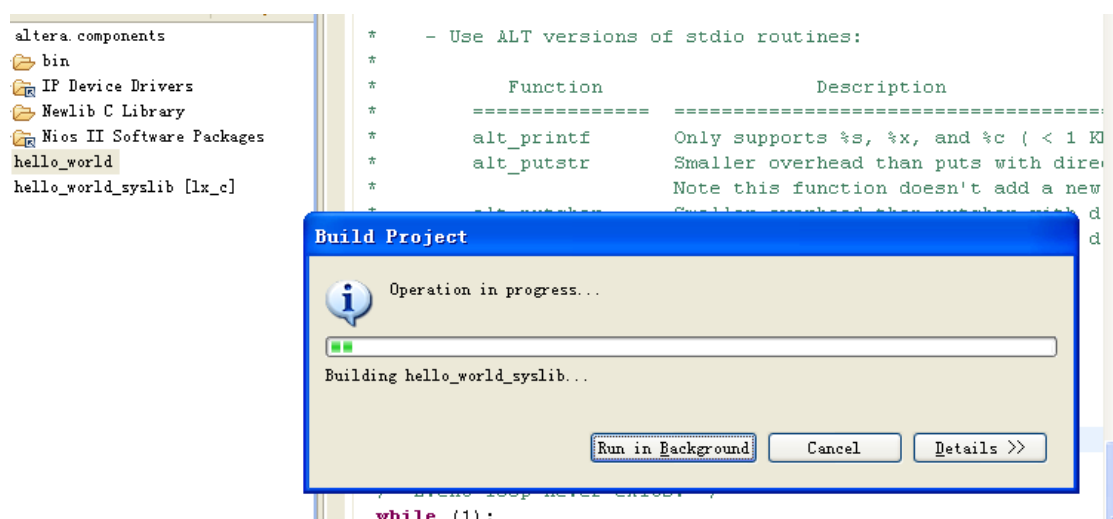 altera.components
bin
IP Device Drivers
Newlib C Library
Nios II Software Packages
hello_world
hello_world_syslib [lx_c]
* - Use ALT versions of stdio routines:
*
* Function Description
* =============== ====================================
* alt_printf Only supports %s, %x, and %c ( < 1 K
* alt_putstr Smaller overhead than puts with dire
* Note this function doesn't add a new
d
d
Build Project
Operation in progress...
Building hello_world_syslib...
Run in Background
Cancel
Details >>
while (1);